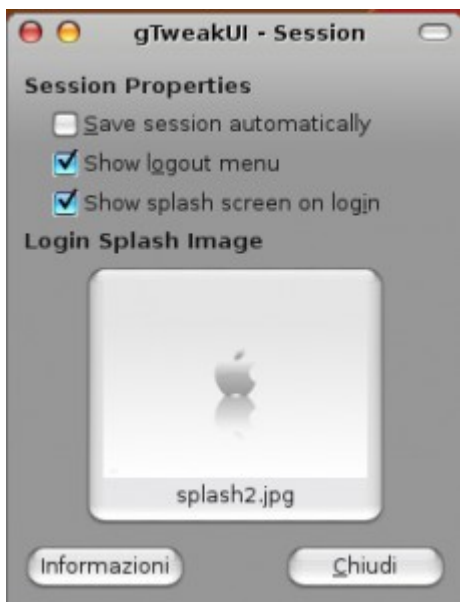 gTweakUI - Session
Session Properties
Save session automatically
Show logout menu
Show splash screen on login
Login Splash Image
splash2.jpg
Informazioni
Chiudi